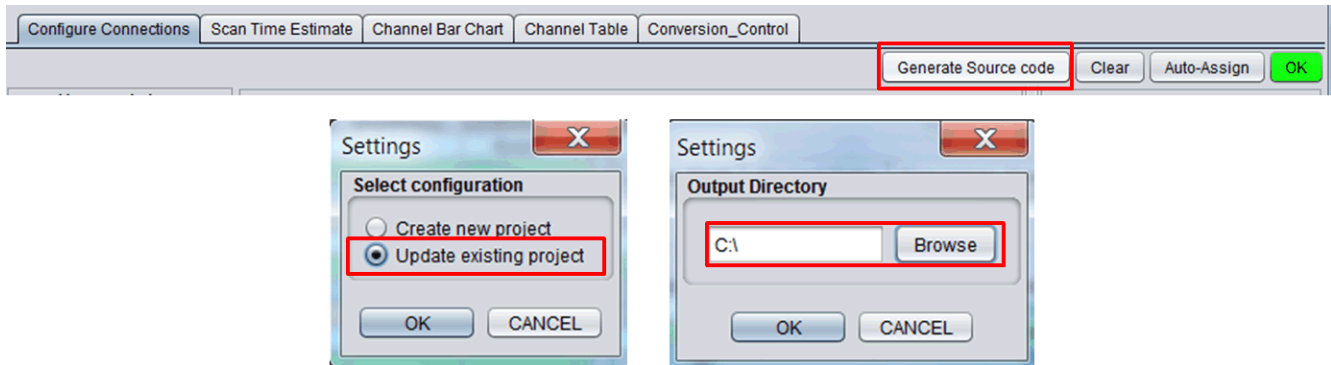 Configure Connections Scan Time Estimate Channel Bar Chart Channel Table Conversion_Control
Generate Source code Clear Auto-Assign OK
Settings X
Select configuration
Create new project
Update existing project
OK CANCEL
Settings X
Output Directory
C:\ Browse
OK CANCEL